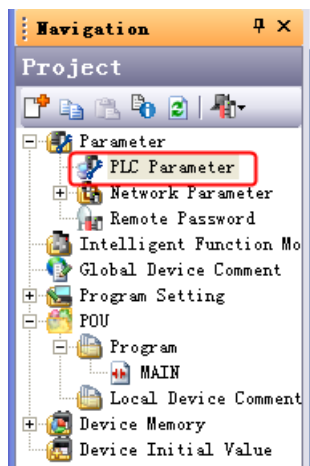 Navigation
Project
Parameter
PLC Parameter
Network Parameter
Remote Password
Intelligent Function Mo
Global Device Comment
Program Setting
POU
Program
MAIN
Local Device Comment
Device Memory
Device Initial Value